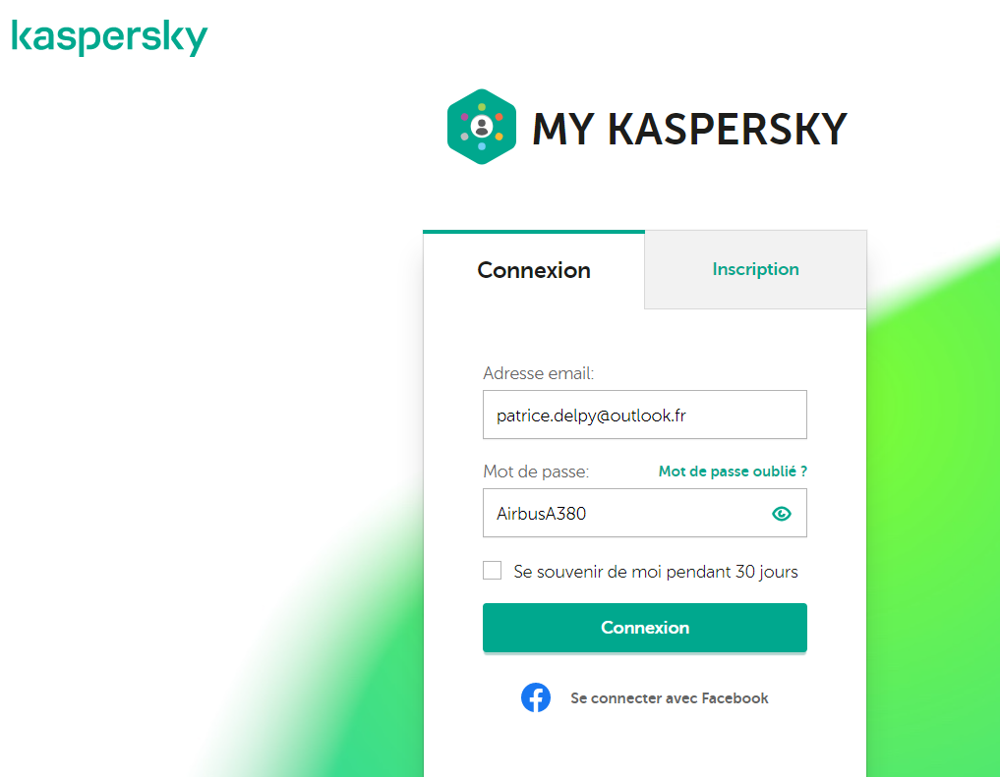 kaspersky
MY KASPERSKY
Connexion
Inscription
Adresse email:
patrice.delpy@outlook.fr
Mot de passe:
Mot de passe oublié ?
AirbusA380
Se souvenir de moi pendant 30 jours
Connexion
Se connecter avec Facebook